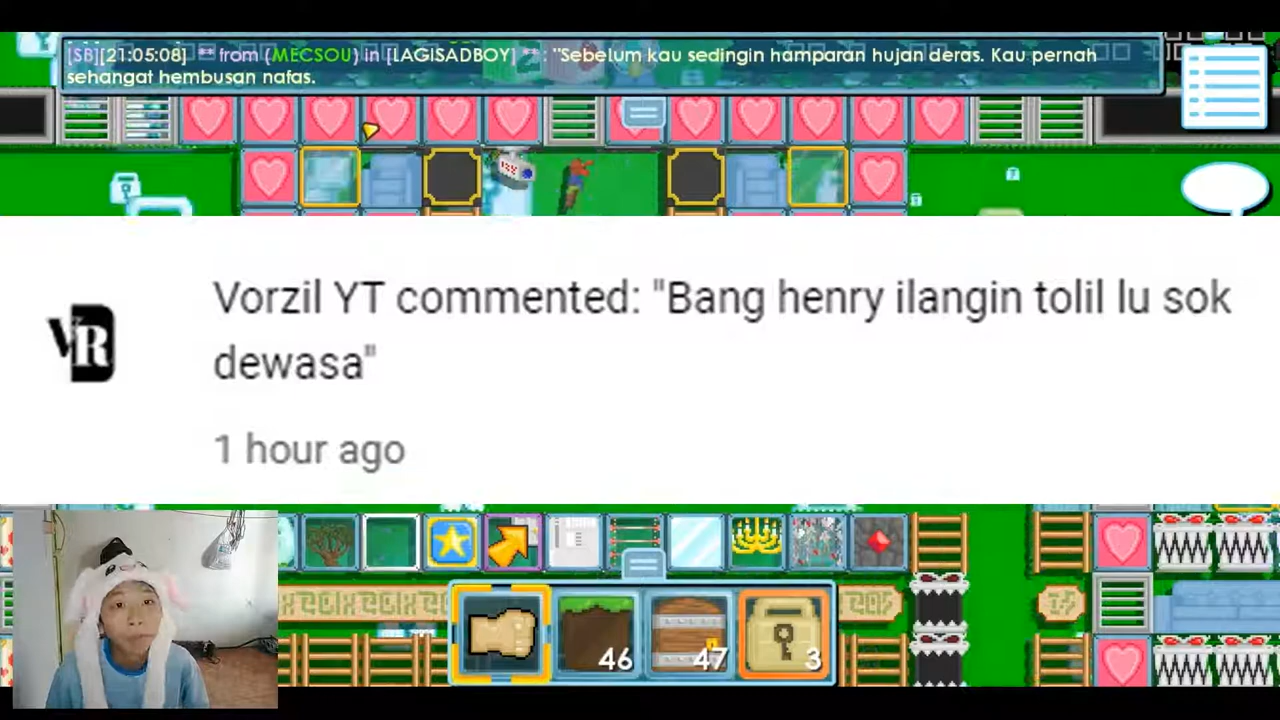 [SB][21:05:08] ** from (MECSOU) in [LAGISADBOY] ** : "Sebelum kau sedingin hamparan hujan deras. Kau pernah
sehangat hembusan nafas.
VR
Vorzil YT commented: "Bang henry ilangin tolil lu sok
dewasa"
1 hour ago
46
47
3